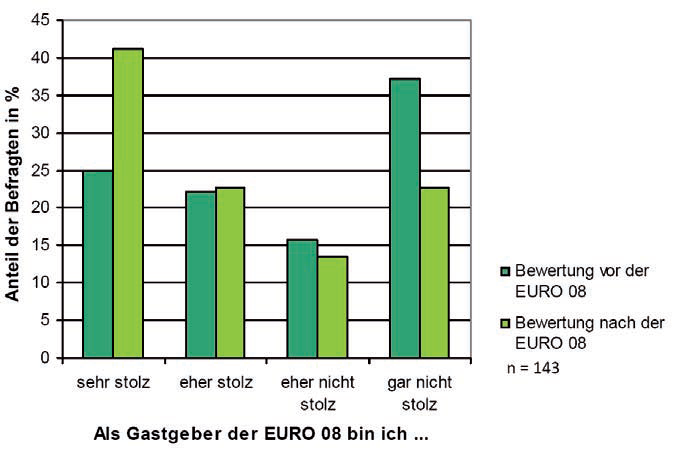 Anteil der Befragten in %
45
40
35
30
25
20
15
10
5
0
sehr stolz
eher stolz
eher nicht
stolz
gar nicht
stolz
Als Gastgeber der EURO 08 bin ich ...
Bewertung vor der
EURO 08
Bewertung nach der
EURO 08
n = 143